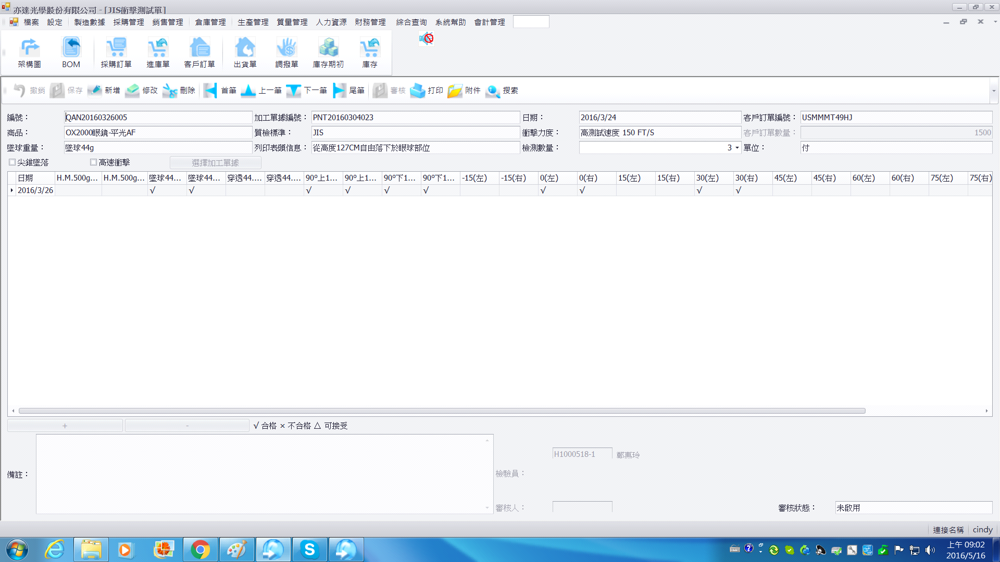 亦達光學股份有限公司 - [JIS衝擊測試單]
檔案 設定 製造數據 採購管理 銷售管理 倉庫管理 生產管理 質量管理 人力資源 財務管理 綜合查询 系統幫助 會計管理
架構圖 BOM 採購訂單 進庫單 客戶訂單 出貨單 調撥單 庫存期初 庫存
撤銷 保存 新增 修改 刪除 首筆 上一筆 下一筆 尾筆 審核 打印 附件 搜索
編號： QAN20160326005 加工單據編號： PNT20160304023 日期： 2016/3/24 客戶訂單編號： USMMMT49HJ
商品： OX2000眼鏡-平光AF 質檢標準： JIS 衝擊力度： 高測試速度 150 FT/S 客戶訂單數量： 1500
墜球重量： 墜球44g 列印表頭信息： 從高度127CM自由落下於眼球部位 檢測數量： 3 單位： 付
尖錐墜落 高速衝擊 選擇加工單據
日期 H.M.500g... H.M.500g... 墜球44... 墜球44... 穿透44.... 穿透44.... 90°上1... 90°上1... 90°下1... 90°下1... -15(左) -15(右) 0(左) 0(右) 15(左) 15(右) 30(左) 30(右) 45(左) 45(右) 60(左) 60(右) 75(左) 75(右)
2016/3/26 √ √ √ √ √ √ √ √ √ √
+ - √ 合格 × 不合格 △ 可接受
H1000518-1 鄭惠玲
備註： 檢驗員：
審核人： 審核狀態： 未啟用
連接名稱 cindy
上午 09:02
2016/5/16